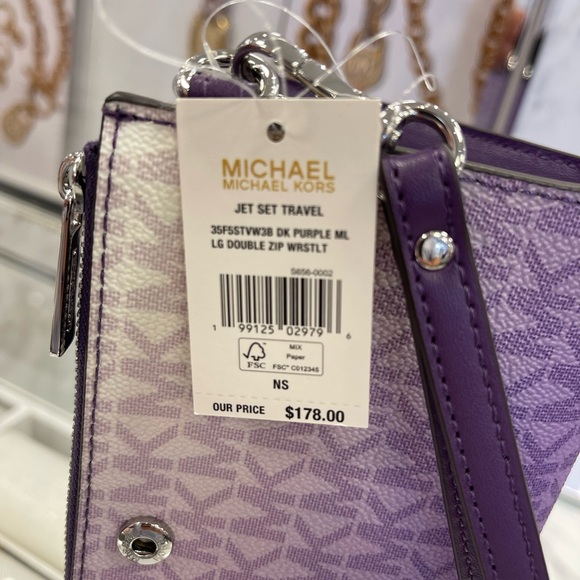 MICHAEL
MICHAEL KORS
JET SET TRAVEL
35F5STVW3B DK PURPLE ML
LG DOUBLE ZIP WRSTLT
S656-0002
1 99125 02979 6
FSC
MIX
Paper
FSC® C012345
NS
OUR PRICE $178.00